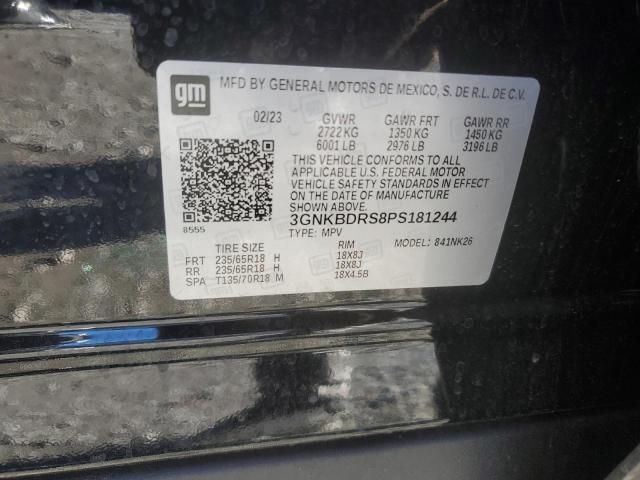 gm
MFD BY GENERAL MOTORS DE MEXICO, S. DE R.L. DE C.V.
02/23 GVWR GAWR FRT GAWR RR
2722 KG 1350 KG 1450 KG
6001 LB 2976 LB 3196 LB
THIS VEHICLE CONFORMS TO ALL
APPLICABLE U.S. FEDERAL MOTOR
VEHICLE SAFETY STANDARDS IN EFFECT
ON THE DATE OF MANUFACTURE
SHOWN ABOVE.
8555
3GNKBDRS8PS181244
TYPE: MPV MODEL: 841NK26
TIRE SIZE RIM
FRT 235/65R18 H 18X8J
RR 235/65R18 H 18X8J
SPA T135/70R18 M 18X4.5B